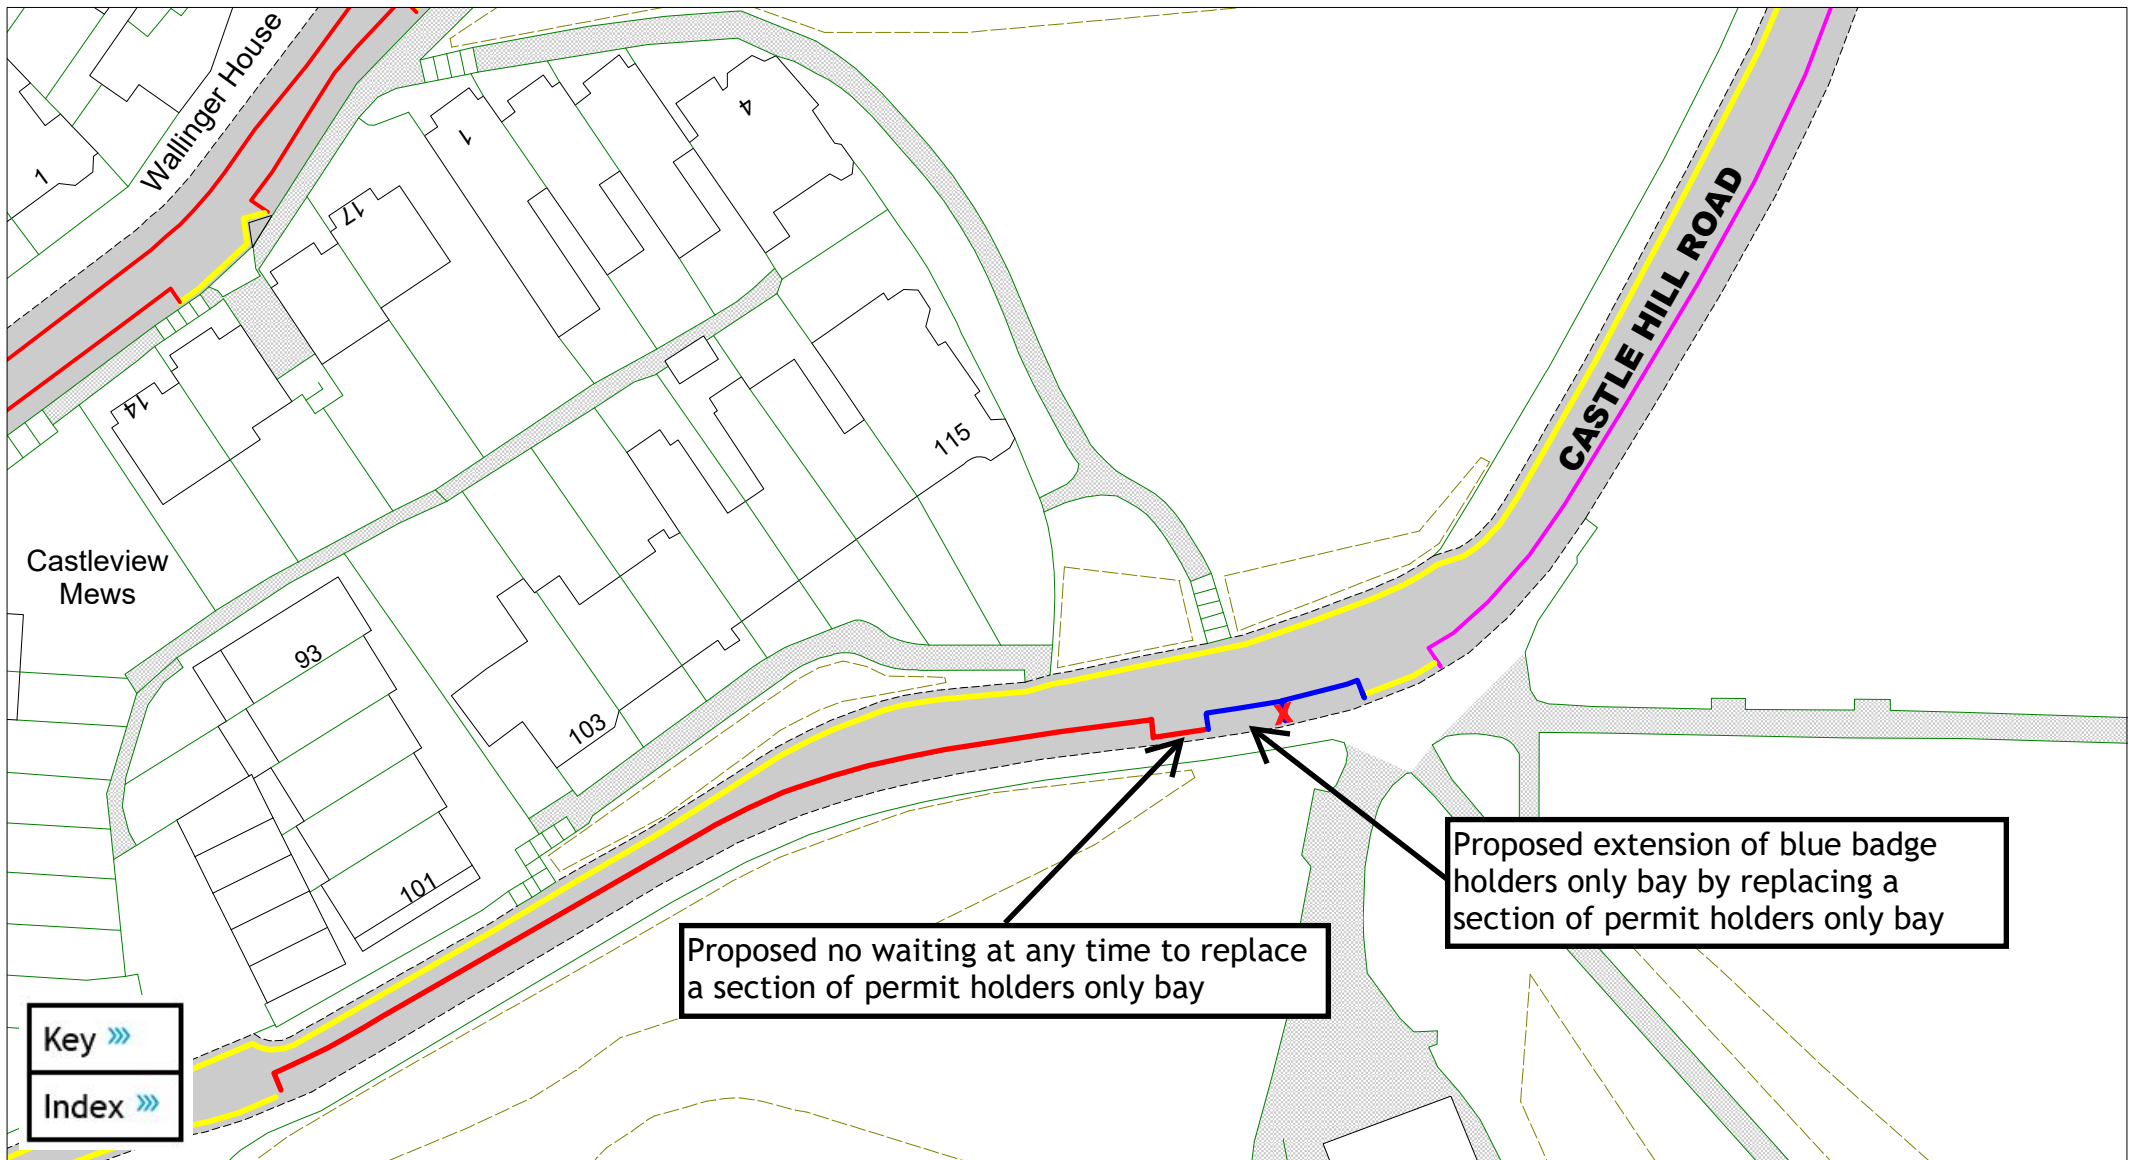 Wallinger House
1
17
1
4
14
115
CASTLE HILL ROAD
Castleview
Mews
93
103
101
X
Proposed extension of blue badge
holders only bay by replacing a
section of permit holders only bay
Proposed no waiting at any time to replace
a section of permit holders only bay
Key »»
Index »»